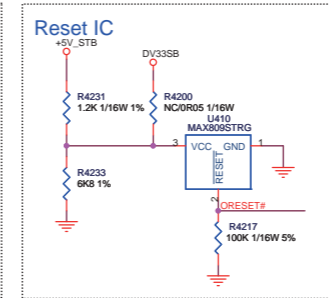 Reset IC
+5V_STB
DV33SB
R4231
1.2K 1/16W 1%
R4200
NC/0R05 1/16W
U410
MAX809STRG
3
VCC
GND
1
RESET
2
ORESET#
R4233
6K8 1%
R4217
100K 1/16W 5%